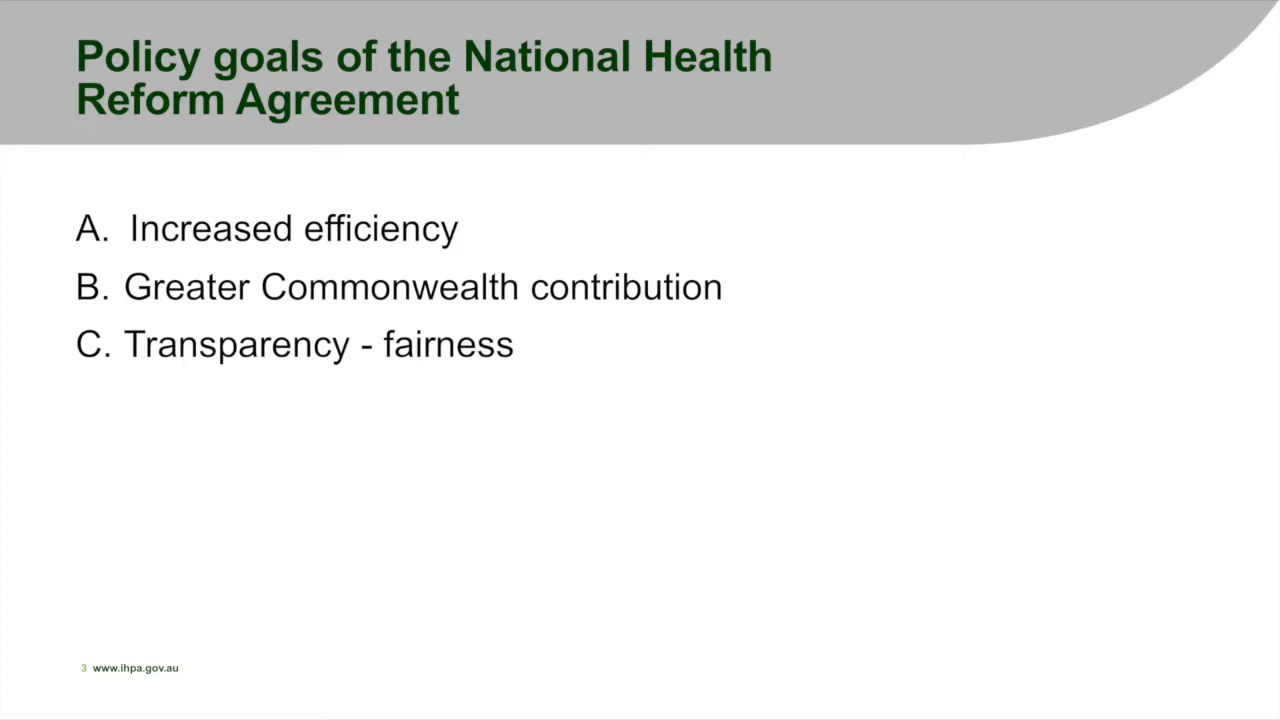 Policy goals of the National Health
Reform Agreement
A. Increased efficiency
B. Greater Commonwealth contribution
C. Transparency - fairness
3 www.ihpa.gov.au